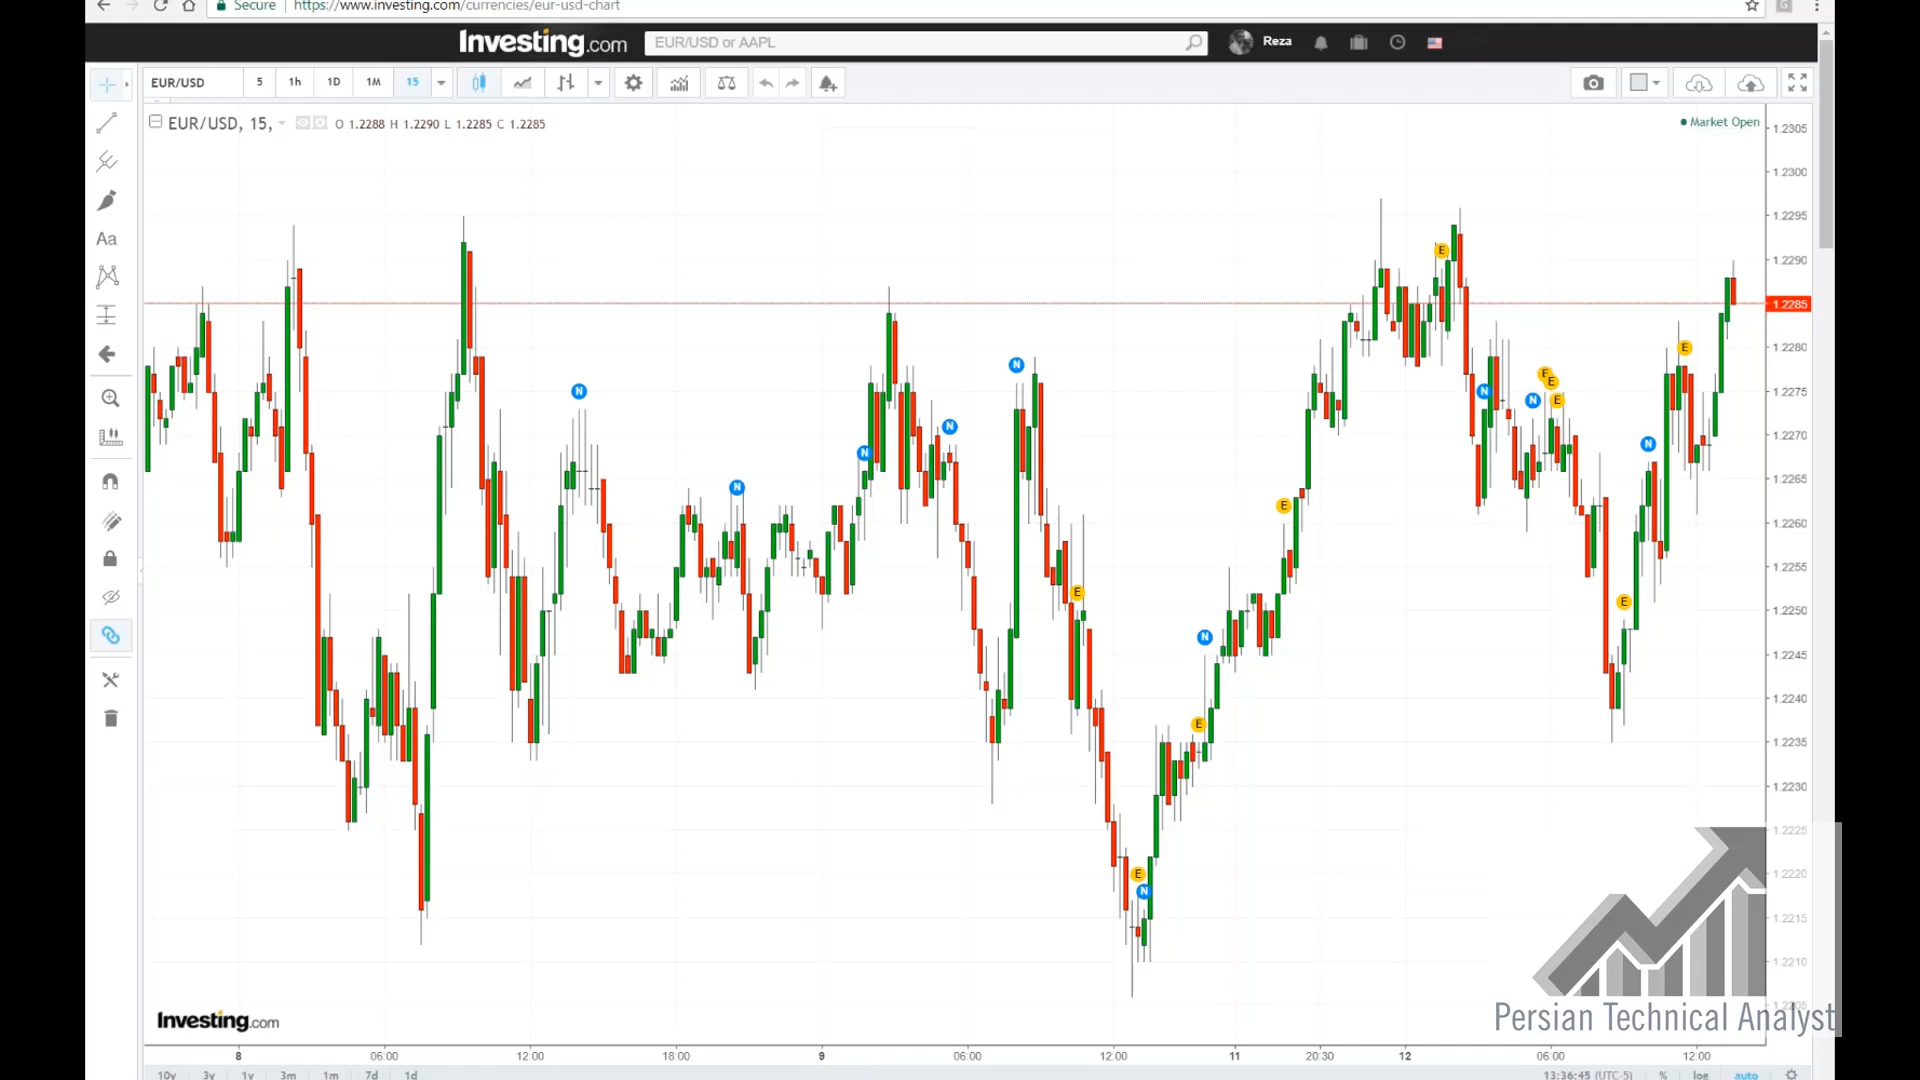 Secure https://www.investing.com/currencies/eur-usd-chart
Investing.com EUR/USD or AAPL Reza
EUR/USD 5 1h 1D 1M 15
EUR/USD, 15, O 1.2288 H 1.2290 L 1.2285 C 1.2285
Market Open
Aa
1.2305
1.2300
1.2295
1.2290
1.2285
1.2280
1.2275
1.2270
1.2265
1.2260
1.2255
1.2250
1.2245
1.2240
1.2235
1.2230
1.2225
1.2220
1.2215
1.2210
E
N
E
E
E
E
N
N
N
N
E
N
N
N
N
E
E
E
N
E
E
N
Persian Technical Analyst
Investing.com
8 06:00 12:00 18:00 9 06:00 12:00 11 20:30 12 06:00 12:00
10y 3y 1y 3m 1m 7d 1d 13:36:45 (UTC-5) % log auto